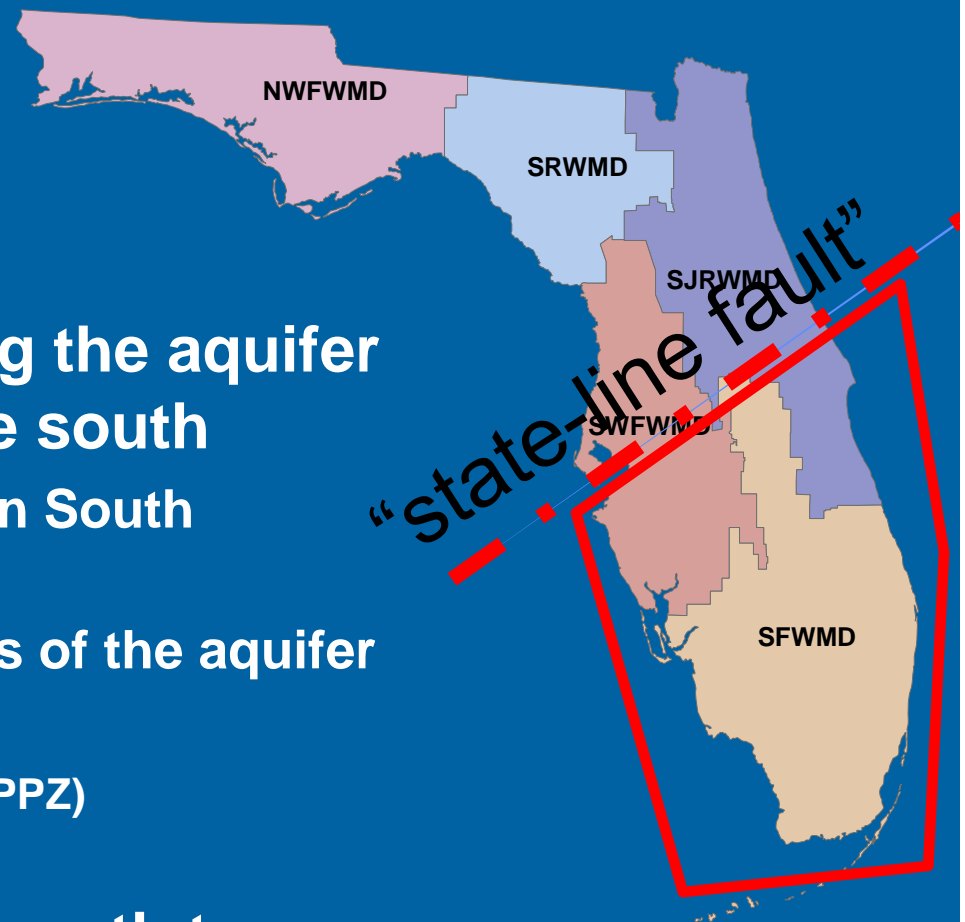 NWFWMD
SRWMD
SJRWMD
“state-line fault”
SWFWMD
SFWMD
the aquifer
south
South
of the aquifer
PPZ)